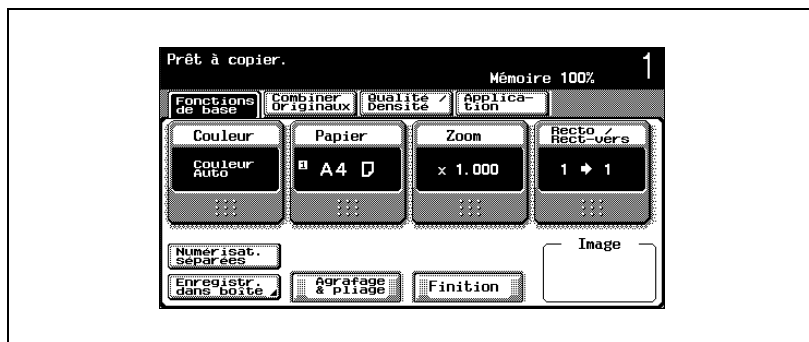 Prêt à copier.
1
Mémoire 100%
Fonctions de base
Combiner Originaux
Qualité / Densité
Applica- tion
Couleur
Papier
Zoom
Recto / Rect-vers
Couleur Auto
1 A4
× 1.000
1 ➔ 1
Numérisat. séparées
Image
Enregistr. dans boîte
Agrafage & pliage
Finition